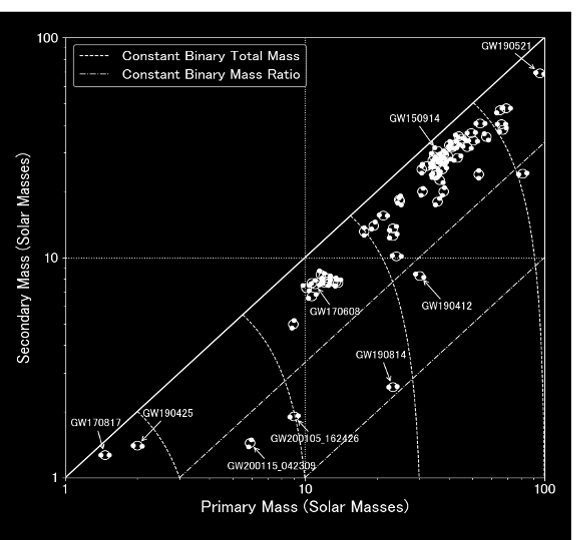 100
Constant Binary Total Mass
Constant Binary Mass Ratio
GW190521
GW150914
Secondary Mass (Solar Masses)
10
GW190412
GW170608
GW190814
GW170817
GW190425
GW200105_162426
GW200115_042309
1
1
10
100
Primary Mass (Solar Masses)